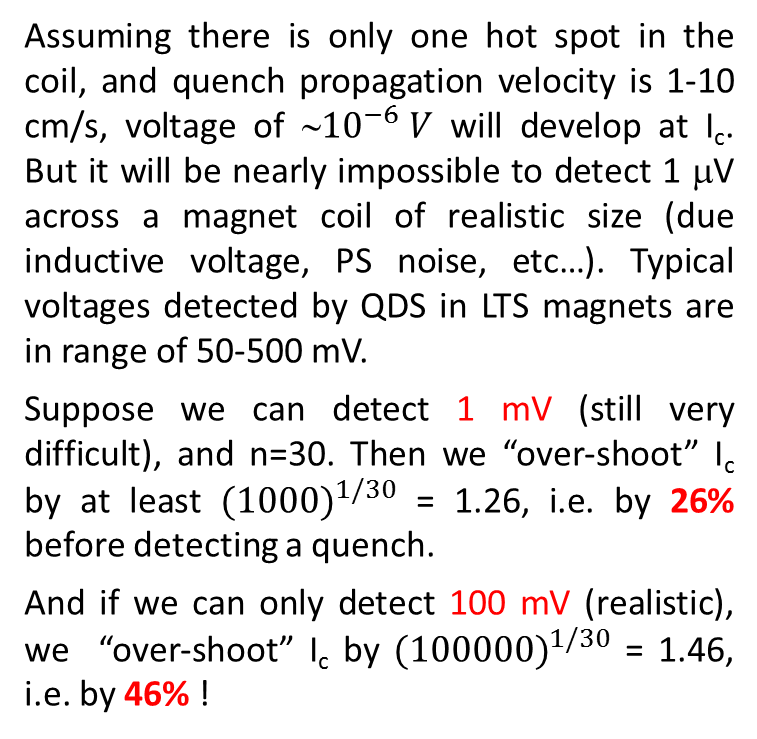 Assuming there is only one hot spot in the
coil, and quench propagation velocity is 1-10
cm/s, voltage of ~10⁻⁶ V will develop at I꜀.
But it will be nearly impossible to detect 1 μV
across a magnet coil of realistic size (due
inductive voltage, PS noise, etc...). Typical
voltages detected by QDS in LTS magnets are
in range of 50-500 mV.
Suppose we can detect 1 mV (still very
difficult), and n=30. Then we “over-shoot” I꜀
by at least (1000)^1/30 = 1.26, i.e. by 26%
before detecting a quench.
And if we can only detect 100 mV (realistic),
we “over-shoot” I꜀ by (100000)^1/30 = 1.46,
i.e. by 46% !